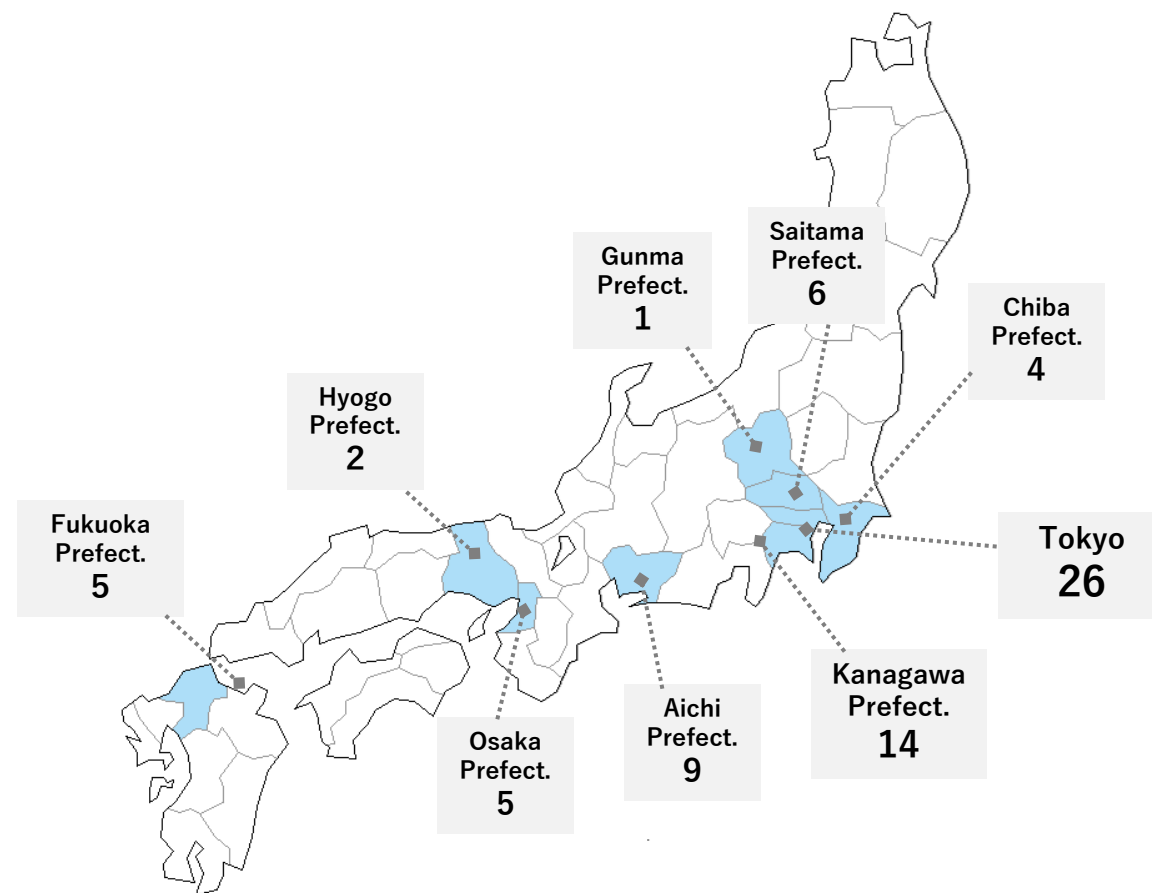 Saitama
Prefect.
6
Gunma
Prefect.
1
Chiba
Prefect.
4
Hyogo
Prefect.
2
Fukuoka
Prefect.
5
Tokyo
26
Kanagawa
Prefect.
14
Aichi
Prefect.
9
Osaka
Prefect.
5